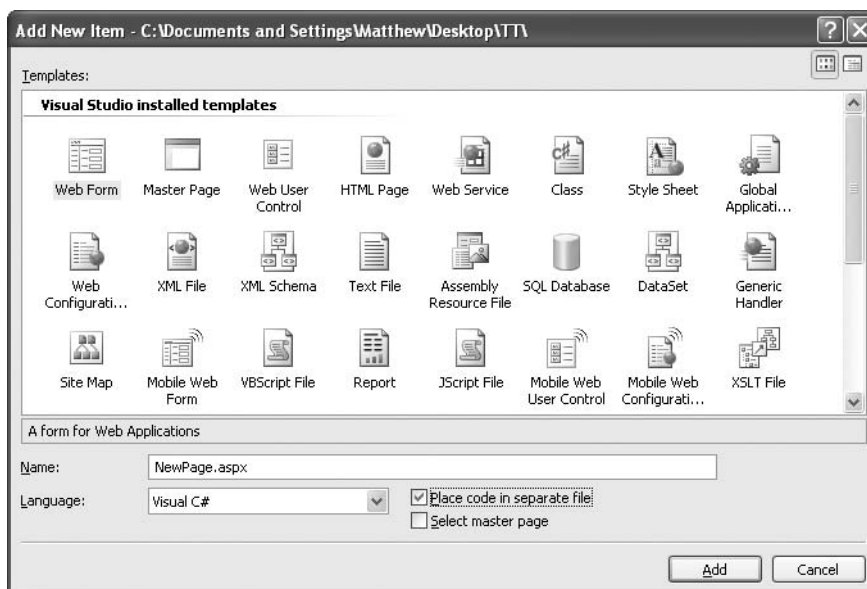 Add New Item - C:\Documents and Settings\Matthew\Desktop\TT\
Templates:
Visual Studio installed templates
Web Form
Master Page
Web User
Control
HTML Page
Web Service
Class
Style Sheet
Global
Applicati...
Web
Configurati...
XML File
XML Schema
Text File
Assembly
Resource File
SQL Database
DataSet
Generic
Handler
Site Map
Mobile Web
Form
VBScript File
Report
JScript File
Mobile Web
User Control
Mobile Web
Configurati...
XSLT File
A form for Web Applications
Name:
NewPage.aspx
Language:
Visual C#
Place code in separate file
Select master page
Add
Cancel